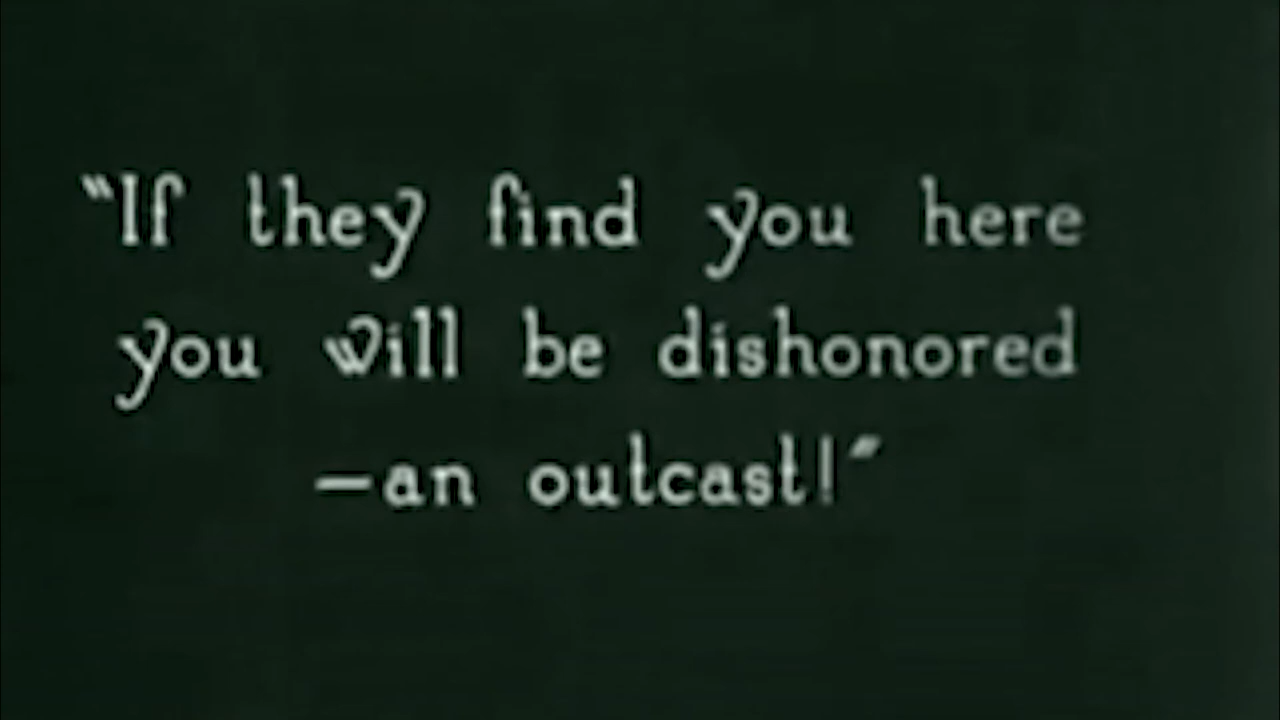 “If they find you here
you will be dishonored
—an outcast!”